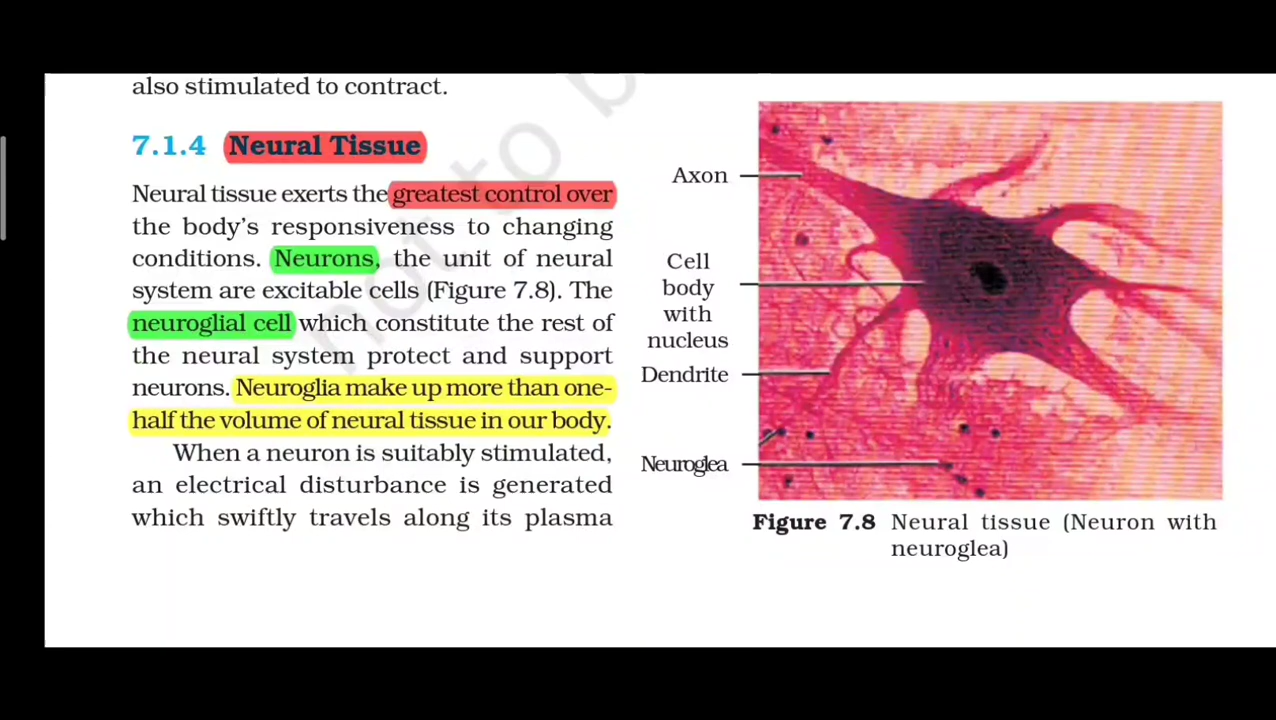 also stimulated to contract.
7.1.4 Neural Tissue
Neural tissue exerts the greatest control over
the body’s responsiveness to changing
conditions. Neurons, the unit of neural
system are excitable cells (Figure 7.8). The
neuroglial cell which constitute the rest of
the neural system protect and support
neurons. Neuroglia make up more than one-
half the volume of neural tissue in our body.
When a neuron is suitably stimulated,
an electrical disturbance is generated
which swiftly travels along its plasma
Axon
Cell
body
with
nucleus
Dendrite
Neuroglea
Figure 7.8 Neural tissue (Neuron with
neuroglea)
not to b